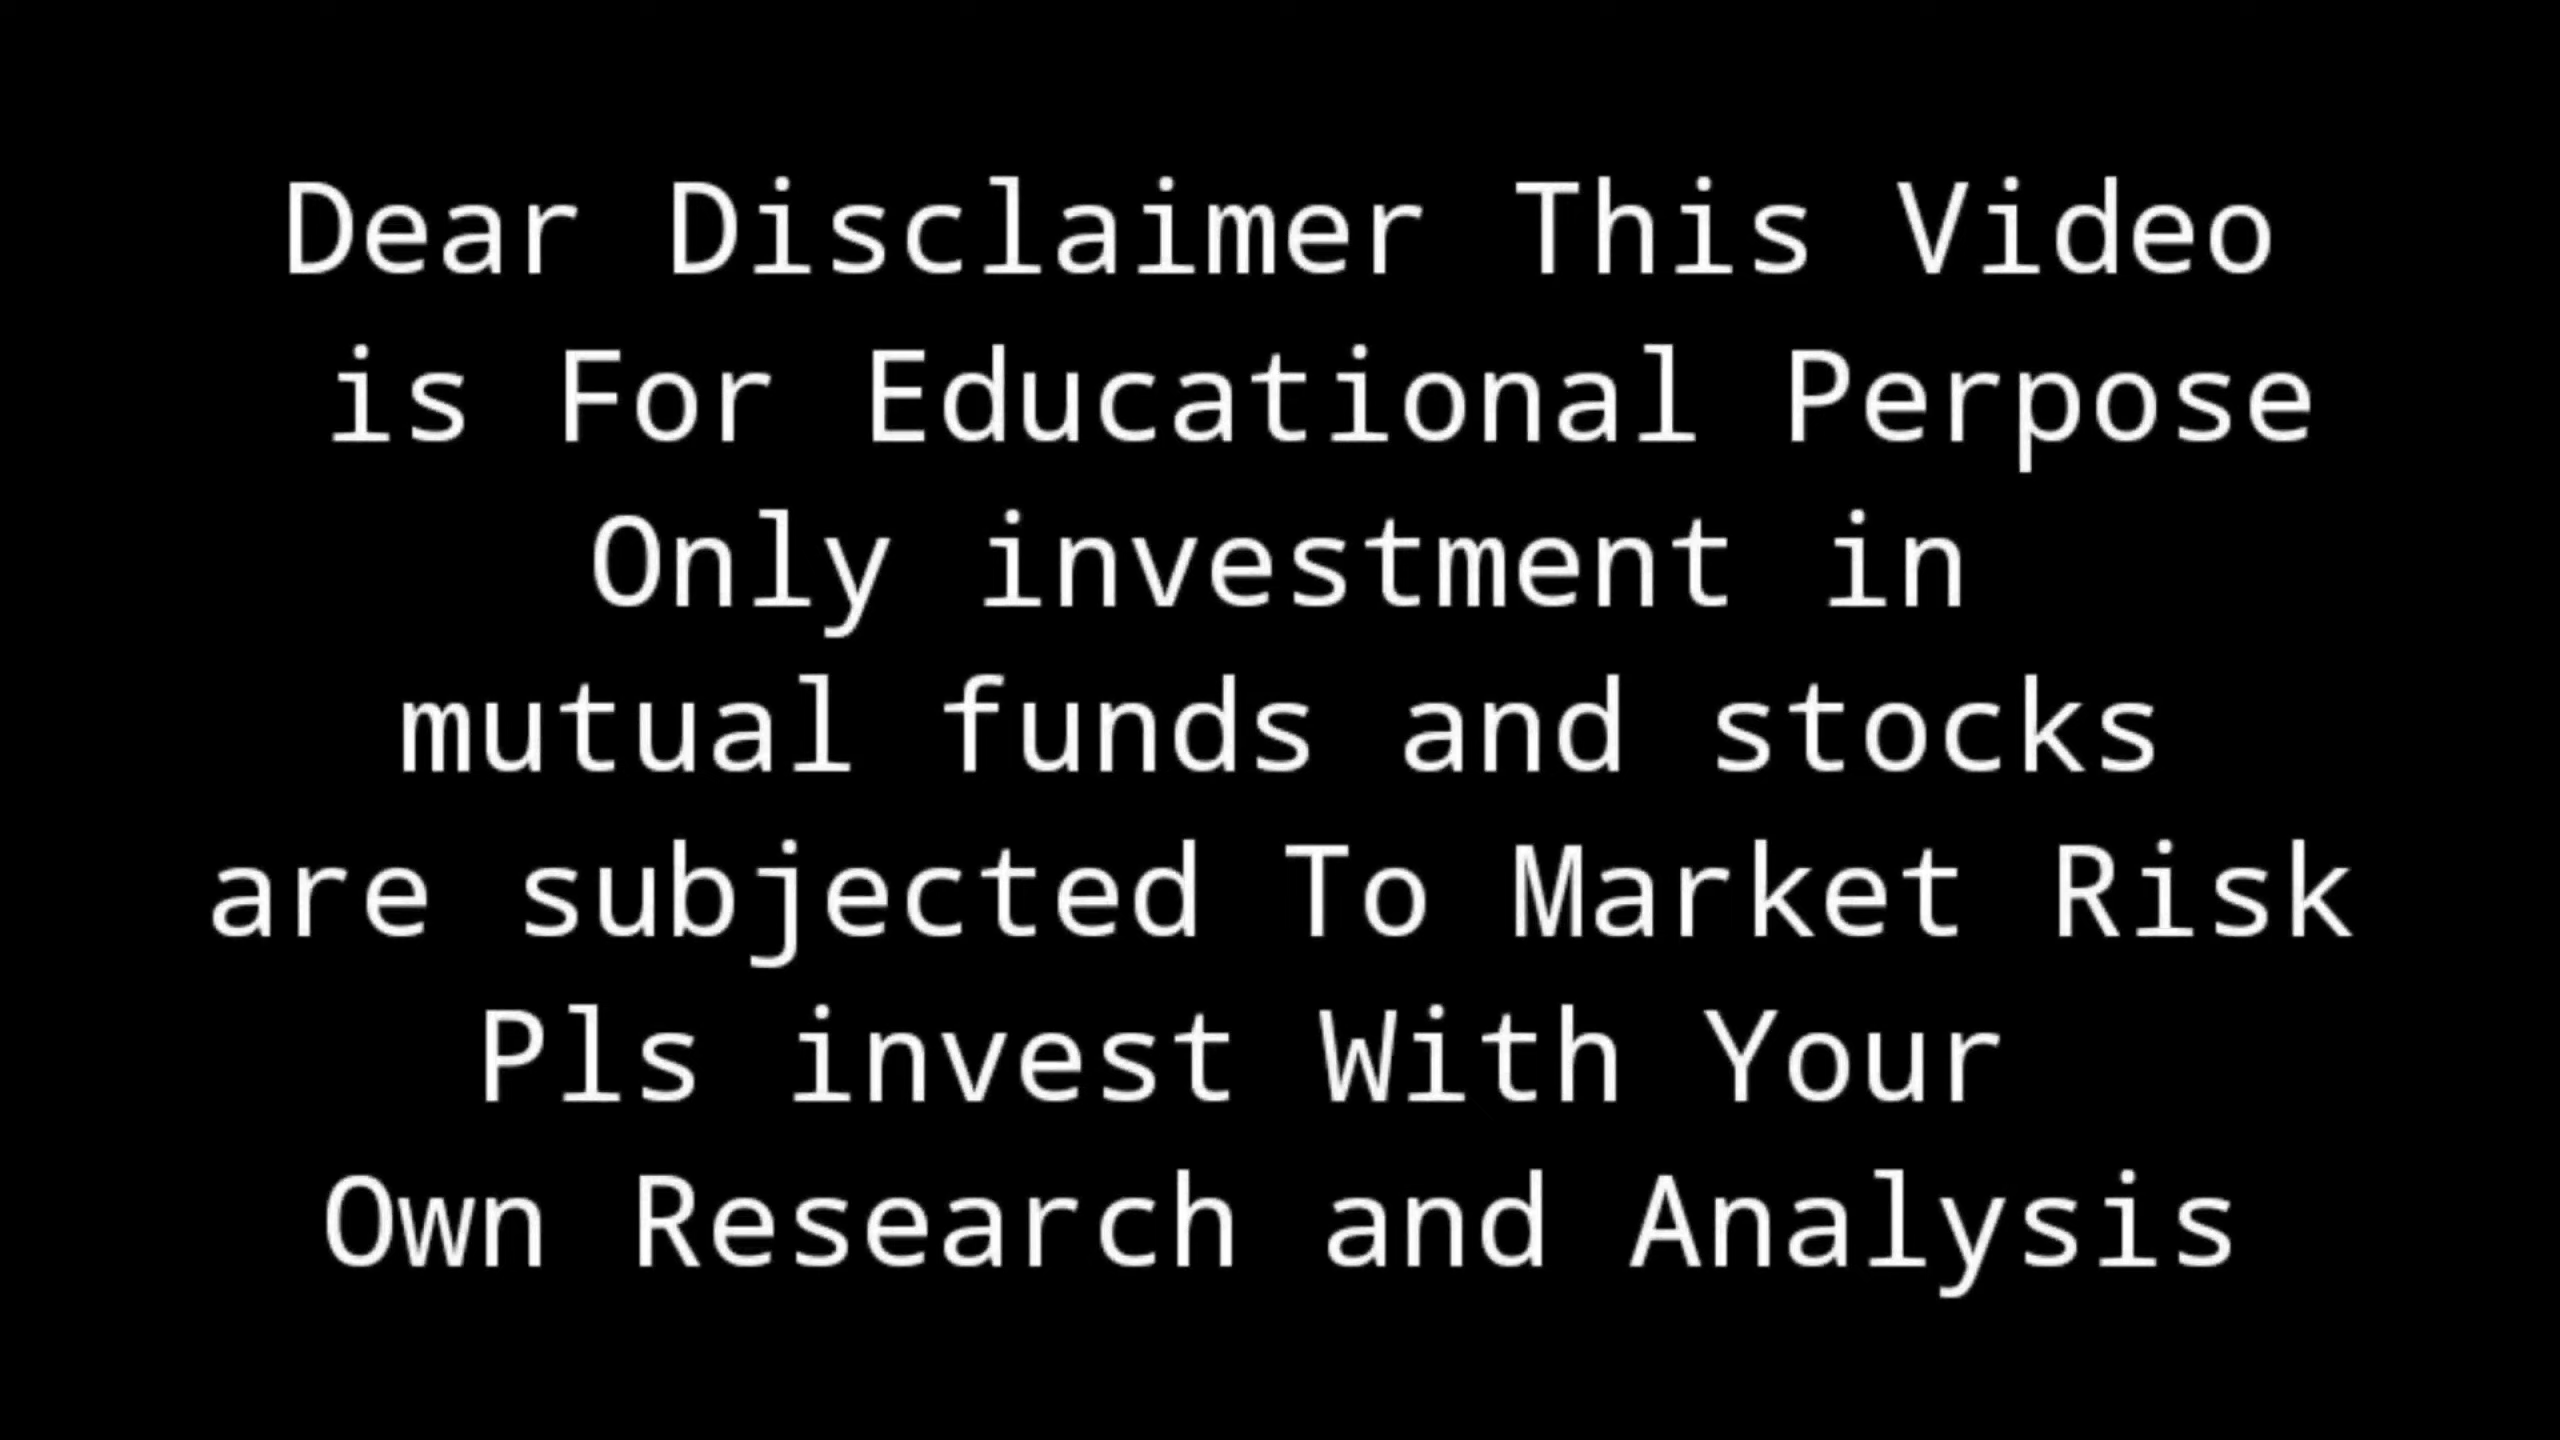 Dear Disclaimer This Video
is For Educational Perpose
Only investment in
mutual funds and stocks
are subjected To Market Risk
Pls invest With Your
Own Research and Analysis